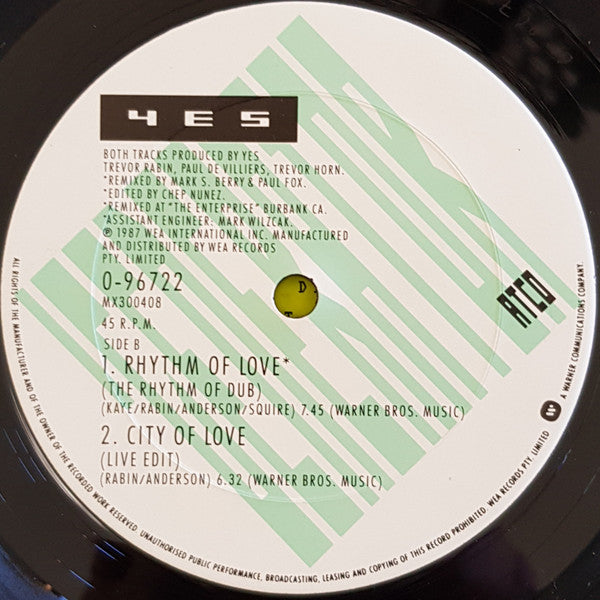 YES
BOTH TRACKS PRODUCED BY YES
TREVOR RABIN, PAUL DE VILLIERS, TREVOR HORN.
*REMIXED BY MARK S. BERRY & PAUL FOX.
*EDITED BY CHEP NUNEZ.
*REMIXED AT "THE ENTERPRISE" BURBANK CA.
*ASSISTANT ENGINEER: MARK WILZCAK.
℗ 1987 WEA INTERNATIONAL INC. MANUFACTURED
AND DISTRIBUTED BY WEA RECORDS
PTY. LIMITED
0-96722
MX300408
45 R.P.M.
SIDE B
1. RHYTHM OF LOVE*
(THE RHYTHM OF DUB)
(KAYE/RABIN/ANDERSON/SQUIRE) 7.45 (WARNER BROS. MUSIC)
2. CITY OF LOVE
(LIVE EDIT)
(RABIN/ANDERSON) 6.32 (WARNER BROS. MUSIC)
ATCO
ALL RIGHTS OF THE MANUFACTURER AND OF THE OWNER OF THE RECORDED WORK RESERVED. UNAUTHORISED PUBLIC PERFORMANCE, BROADCASTING, LEASING AND COPYING OF THIS RECORD PROHIBITED. WEA RECORDS PTY. LIMITED
A WARNER COMMUNICATIONS COMPANY.